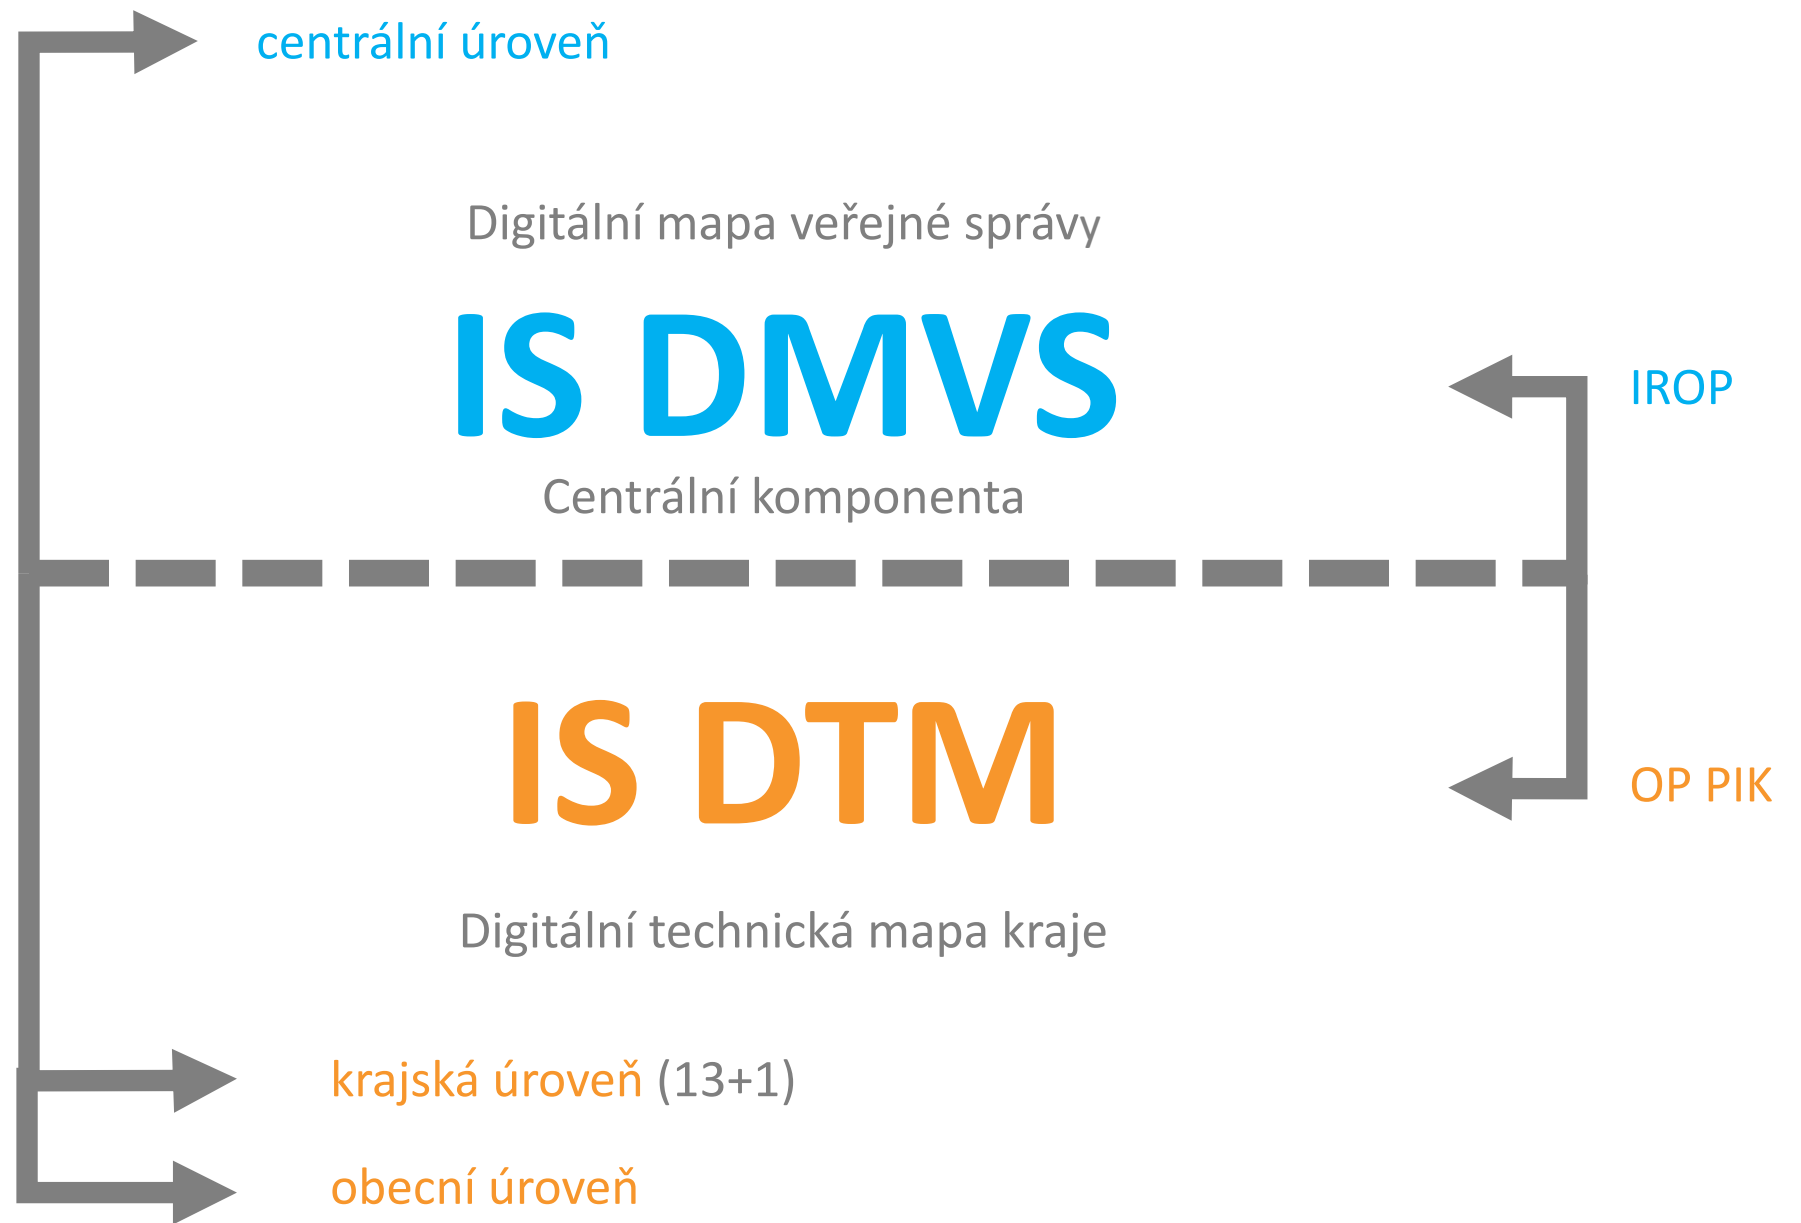 centrální úroveň
Digitální mapa veřejné správy
IS DMVS
IROP
Centrální komponenta
IS DTM
OP PIK
Digitální technická mapa kraje
krajská úroveň (13+1)
obecní úroveň